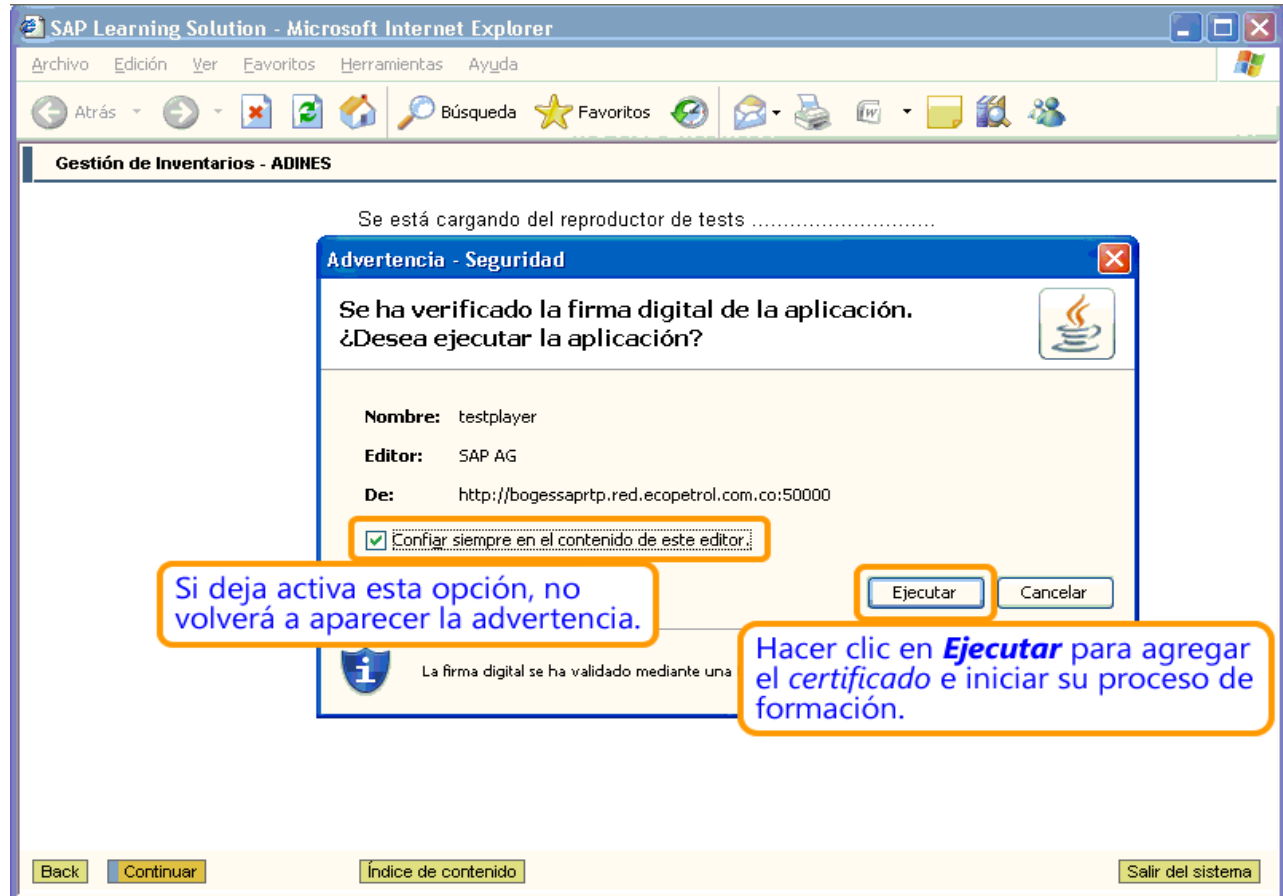 SAP Learning Solution - Microsoft Internet Explorer
Archivo Edición Ver Favoritos Herramientas Ayuda
Atrás Búsqueda Favoritos
Gestión de Inventarios - ADINES
Se está cargando del reproductor de tests .............................
Advertencia - Seguridad
Se ha verificado la firma digital de la aplicación.
¿Desea ejecutar la aplicación?
Nombre: testplayer
Editor: SAP AG
De: http://bogessaprtp.red.ecopetrol.com.co:50000
Confiar siempre en el contenido de este editor.
Si deja activa esta opción, no
volverá a aparecer la advertencia.
Ejecutar Cancelar
La firma digital se ha validado mediante una
Hacer clic en Ejecutar para agregar
el certificado e iniciar su proceso de
formación.
Back Continuar Índice de contenido Salir del sistema